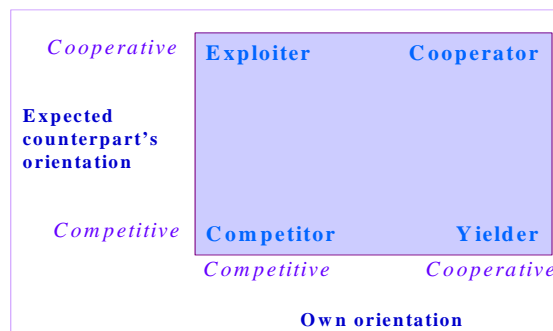 Cooperative
Exploiter Cooperator
Expected
counterpart's
orientation
Competitive
Competitor Yielder
Competitive Cooperative
Own orientation